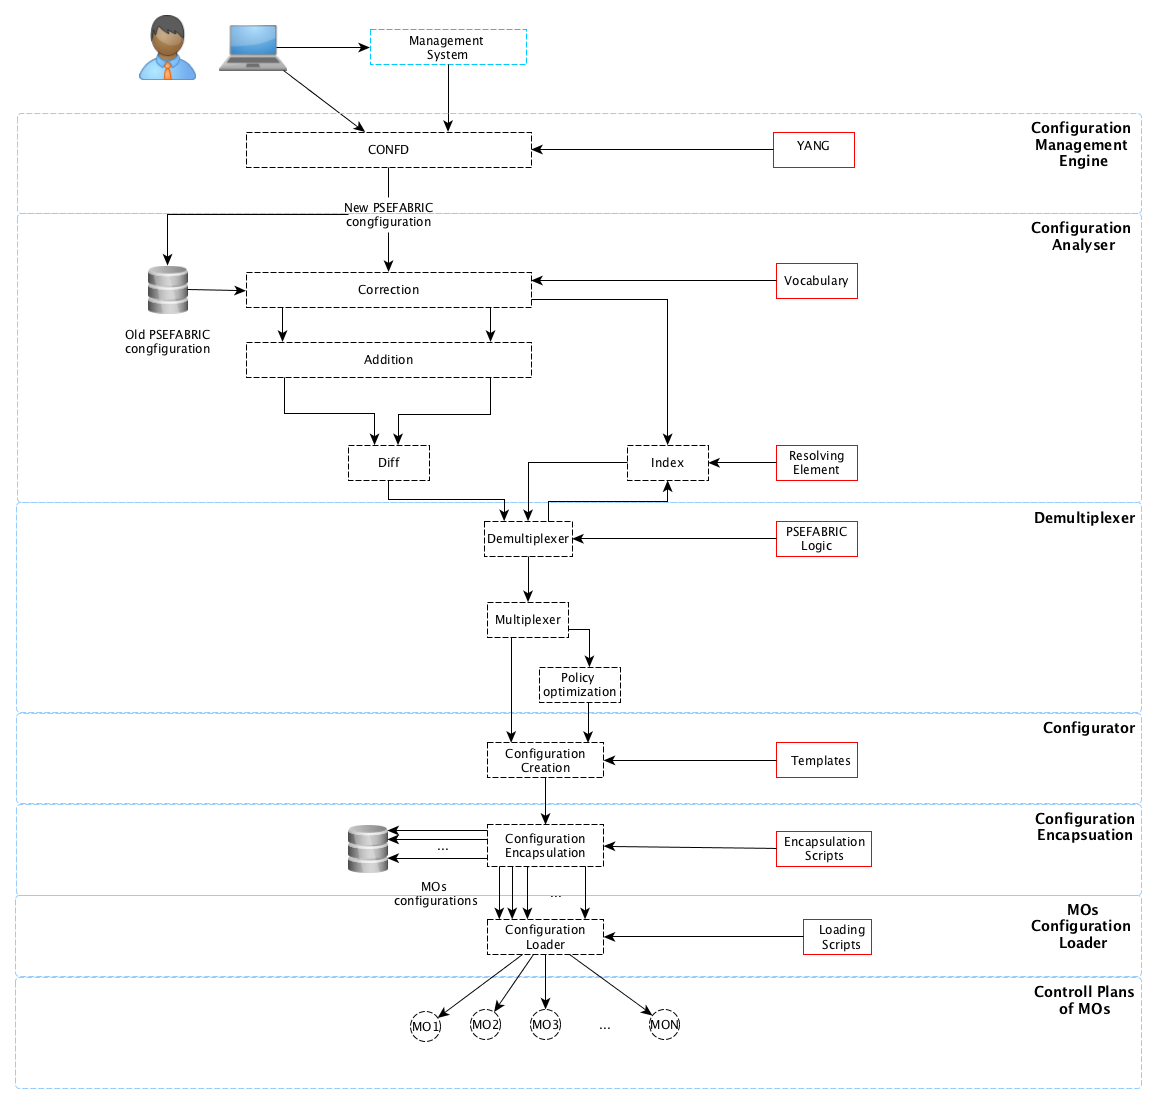 Management
System
Configuration
Management
Engine
CONFD
YANG
New PSEFABRIC
congfiguration
Configuration
Analyser
Correction
Vocabulary
Old PSEFABRIC
congfiguration
Addition
Diff
Index
Resolving
Element
Demultiplexer
Demultiplexer
PSEFABRIC
Logic
Multiplexer
Policy
optimization
Configurator
Configuration
Creation
Templates
Configuration
Encapsuation
...
Configuration
Encapsulation
Encapsulation
Scripts
MOs
configurations
...
MOs
Configuration
Loader
Configuration
Loader
Loading
Scripts
Controll Plans
of MOs
MO1
MO2
MO3
...
MON